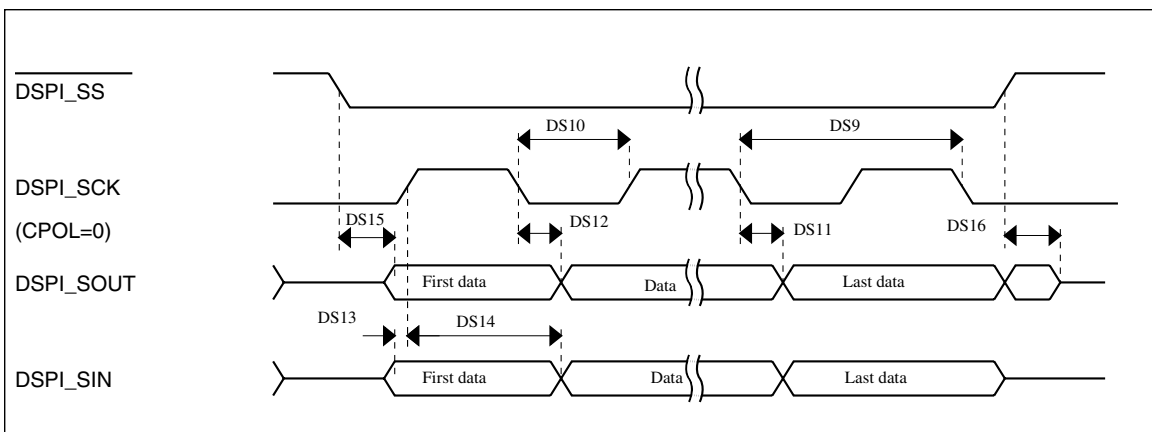 DSPI_SS
DS10
DS9
DSPI_SCK
(CPOL=0)
DS15
DS12
DS11
DS16
DSPI_SOUT
First data
Data
Last data
DS13
DS14
DSPI_SIN
First data
Data
Last data